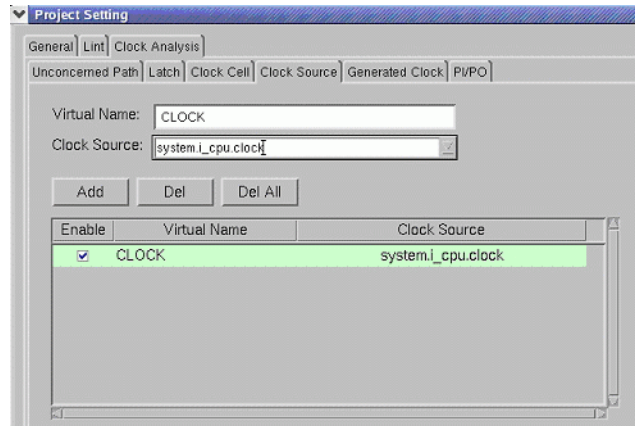 Project Setting
General Lint Clock Analysis
Unconcerned Path Latch Clock Cell Clock Source Generated Clock PI/PO
Virtual Name: CLOCK
Clock Source: system.i_cpu.clock
Add Del Del All
Enable Virtual Name Clock Source
CLOCK system.i_cpu.clock